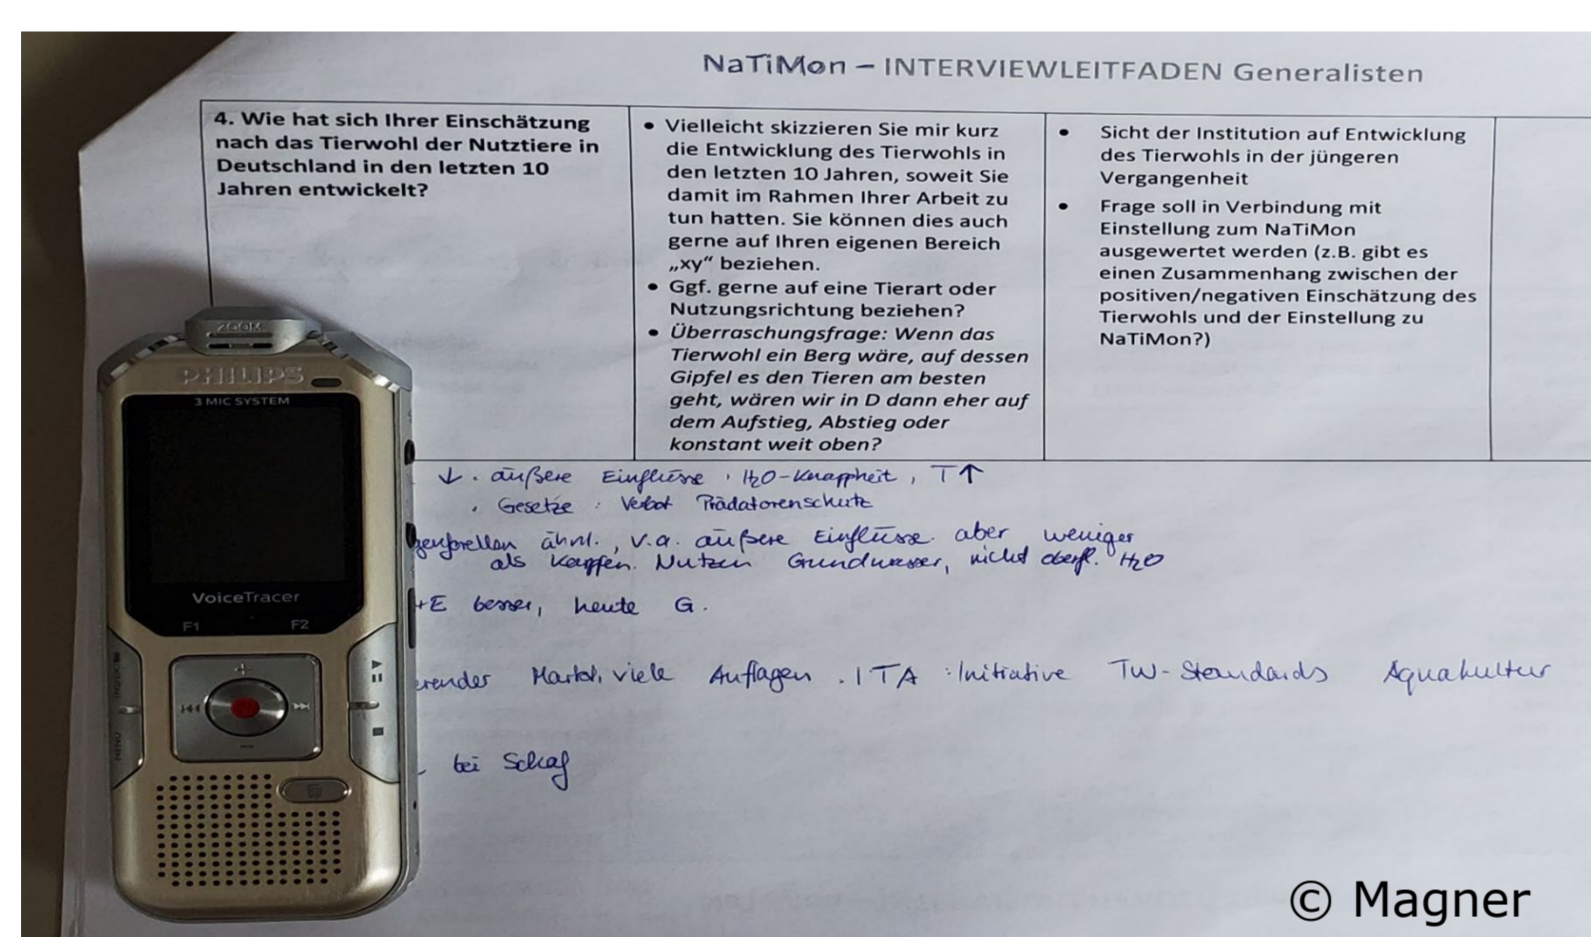 NaTiMon – INTERVIEWLEITFADEN Generalisten
4. Wie hat sich Ihrer Einschätzung
nach das Tierwohl der Nutztiere in
Deutschland in den letzten 10
Jahren entwickelt?
• Vielleicht skizzieren Sie mir kurz
die Entwicklung des Tierwohls in
den letzten 10 Jahren, soweit Sie
damit im Rahmen Ihrer Arbeit zu
tun hatten. Sie können dies auch
gerne auf Ihren eigenen Bereich
„xy“ beziehen.
• Ggf. gerne auf eine Tierart oder
Nutzungsrichtung beziehen?
• Überraschungsfrage: Wenn das
Tierwohl ein Berg wäre, auf dessen
Gipfel es den Tieren am besten
geht, wären wir in D dann eher auf
dem Aufstieg, Abstieg oder
konstant weit oben?
• Sicht der Institution auf Entwicklung
des Tierwohls in der jüngeren
Vergangenheit
• Frage soll in Verbindung mit
Einstellung zum NaTiMon
ausgewertet werden (z.B. gibt es
einen Zusammenhang zwischen der
positiven/negativen Einschätzung des
Tierwohls und der Einstellung zu
NaTiMon?)
↓ . äußere Einflüsse , H2O-Knappheit , T↑
. Gesetze : Verbot Prädatorenschutz
ähnl., v.a. äußere Einflüsse aber weniger
als Karpfen. Nutzen Grundwasser, nicht oberfl. H2O
+E besser, heute G.
erender Markt, viele Auflagen . ITA : Initiative TW-Standards Aquakultur
bei Schaf
ZOOM
PHILIPS
3 MIC SYSTEM
VoiceTracer
F1 F2
MENU
© Magner